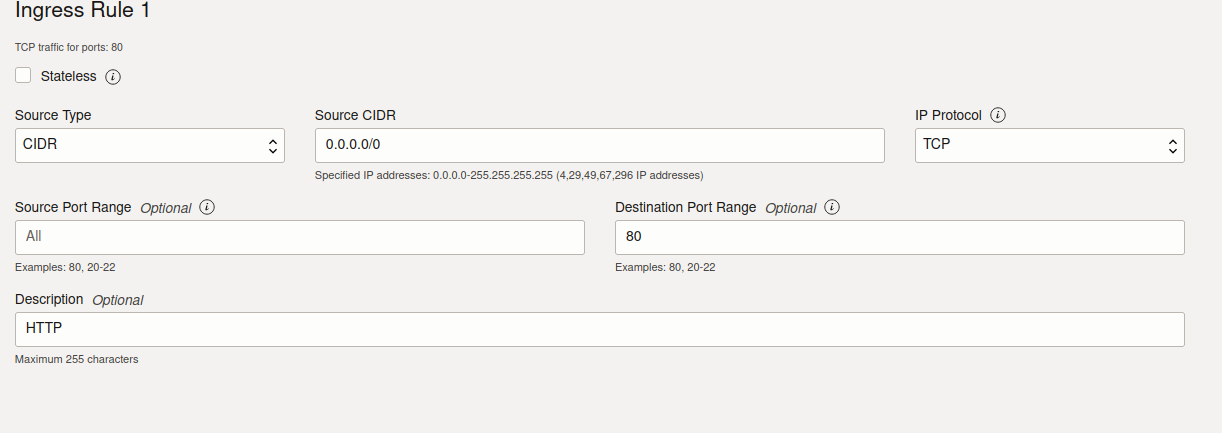 Ingress Rule 1
TCP traffic for ports: 80
Stateless
Source Type
Source CIDR
IP Protocol
CIDR
0.0.0.0/0
TCP
Specified IP addresses: 0.0.0.0-255.255.255.255 (4,29,49,67,296 IP addresses)
Source Port Range Optional
Destination Port Range Optional
All
80
Examples: 80, 20-22
Examples: 80, 20-22
Description Optional
HTTP
Maximum 255 characters